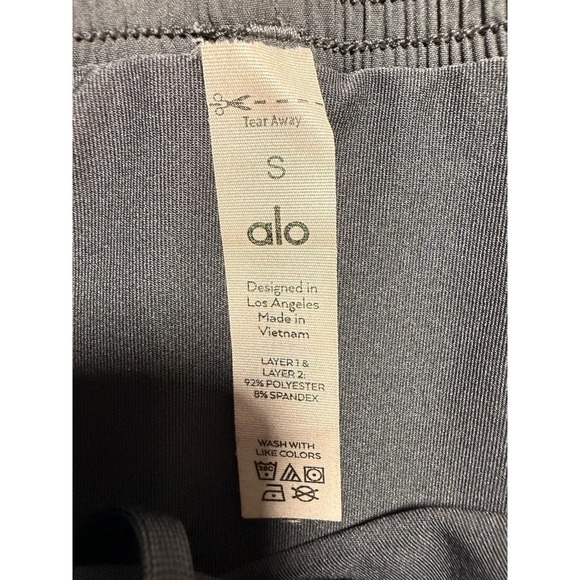 Tear Away
S
alo
Designed in
Los Angeles
Made in
Vietnam
LAYER 1 &
LAYER 2:
92% POLYESTER
8% SPANDEX
WASH WITH
LIKE COLORS
30C